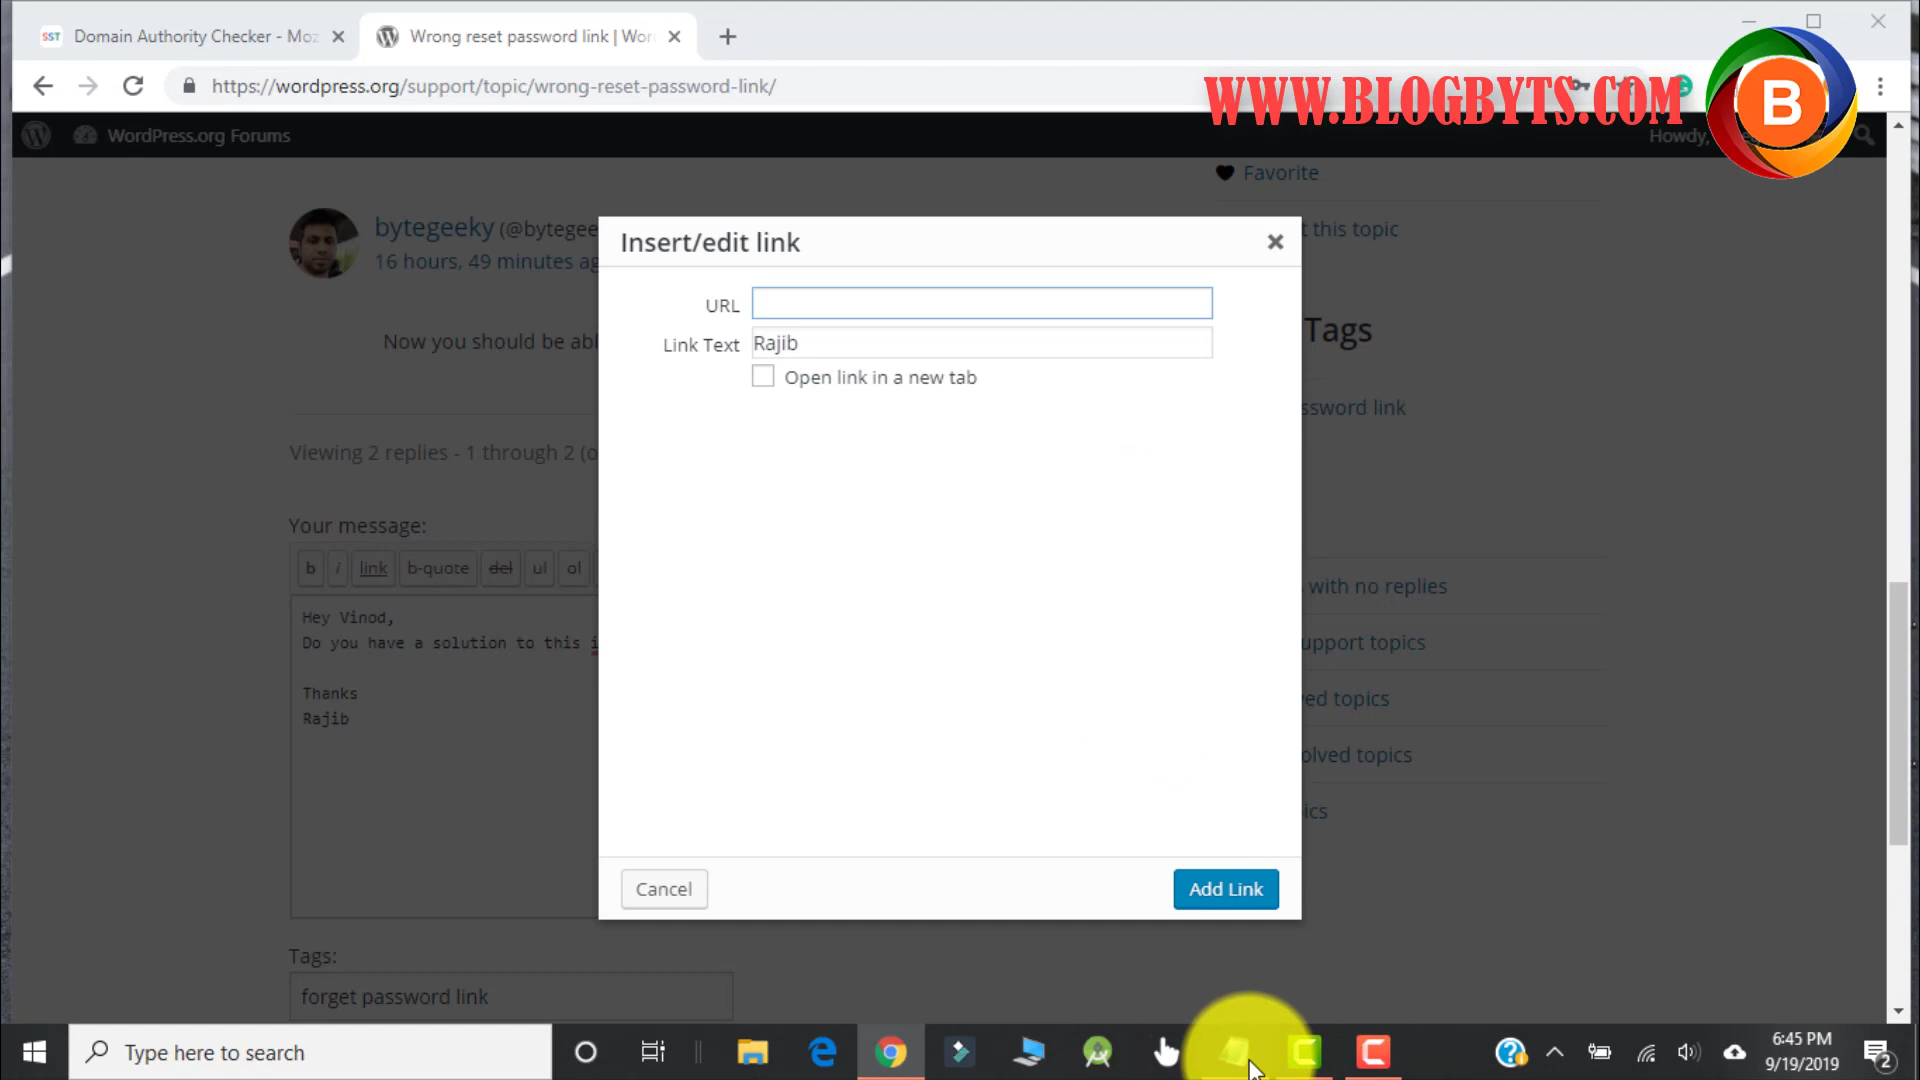 SST Domain Authority Checker - Moz
Wrong reset password link | Wor
https://wordpress.org/support/topic/wrong-reset-password-link/
WWW.BLOGBYTS.COM
B
WordPress.org Forums
Howdy,
Favorite
bytegeeky (@bytegee
16 hours, 49 minutes ag
t this topic
Insert/edit link
URL
Link Text Rajib
Open link in a new tab
Now you should be abl
Tags
ssword link
Viewing 2 replies - 1 through 2 (o
Your message:
b i link b-quote del ul ol
with no replies
Hey Vinod,
Do you have a solution to this i
upport topics
Thanks
Rajib
ved topics
olved topics
ics
Cancel
Add Link
Tags:
forget password link
Type here to search
6:45 PM
9/19/2019
2